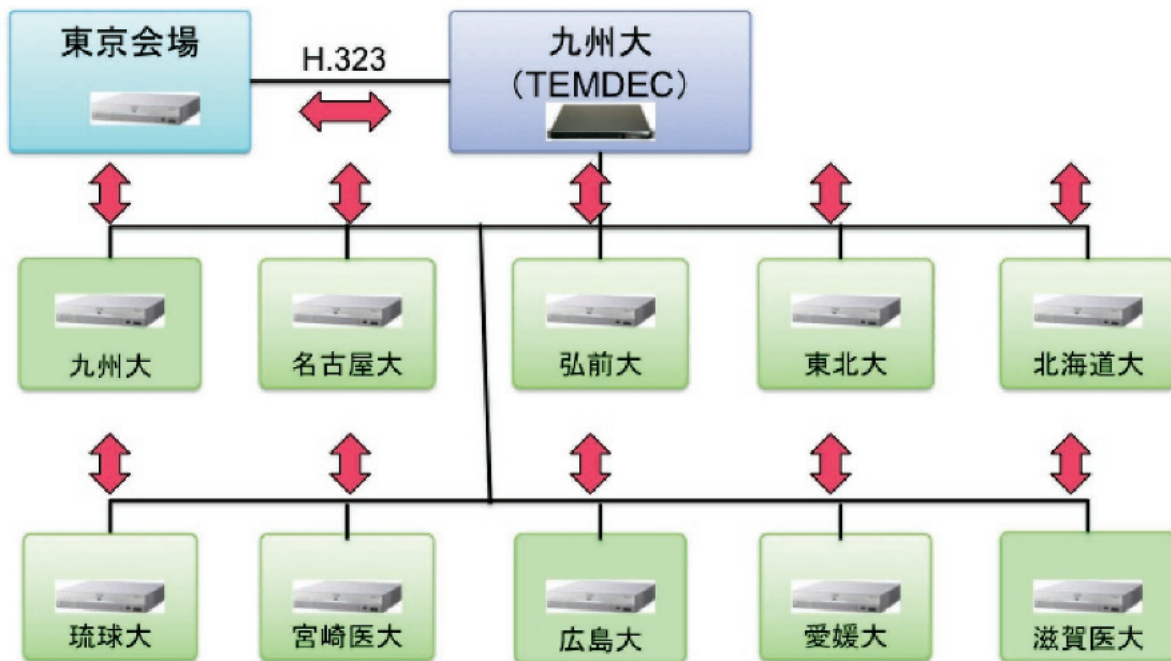 東京会場
H.323
九州大
（TEMDEC）
九州大
名古屋大
弘前大
東北大
北海道大
琉球大
宮崎医大
広島大
愛媛大
滋賀医大